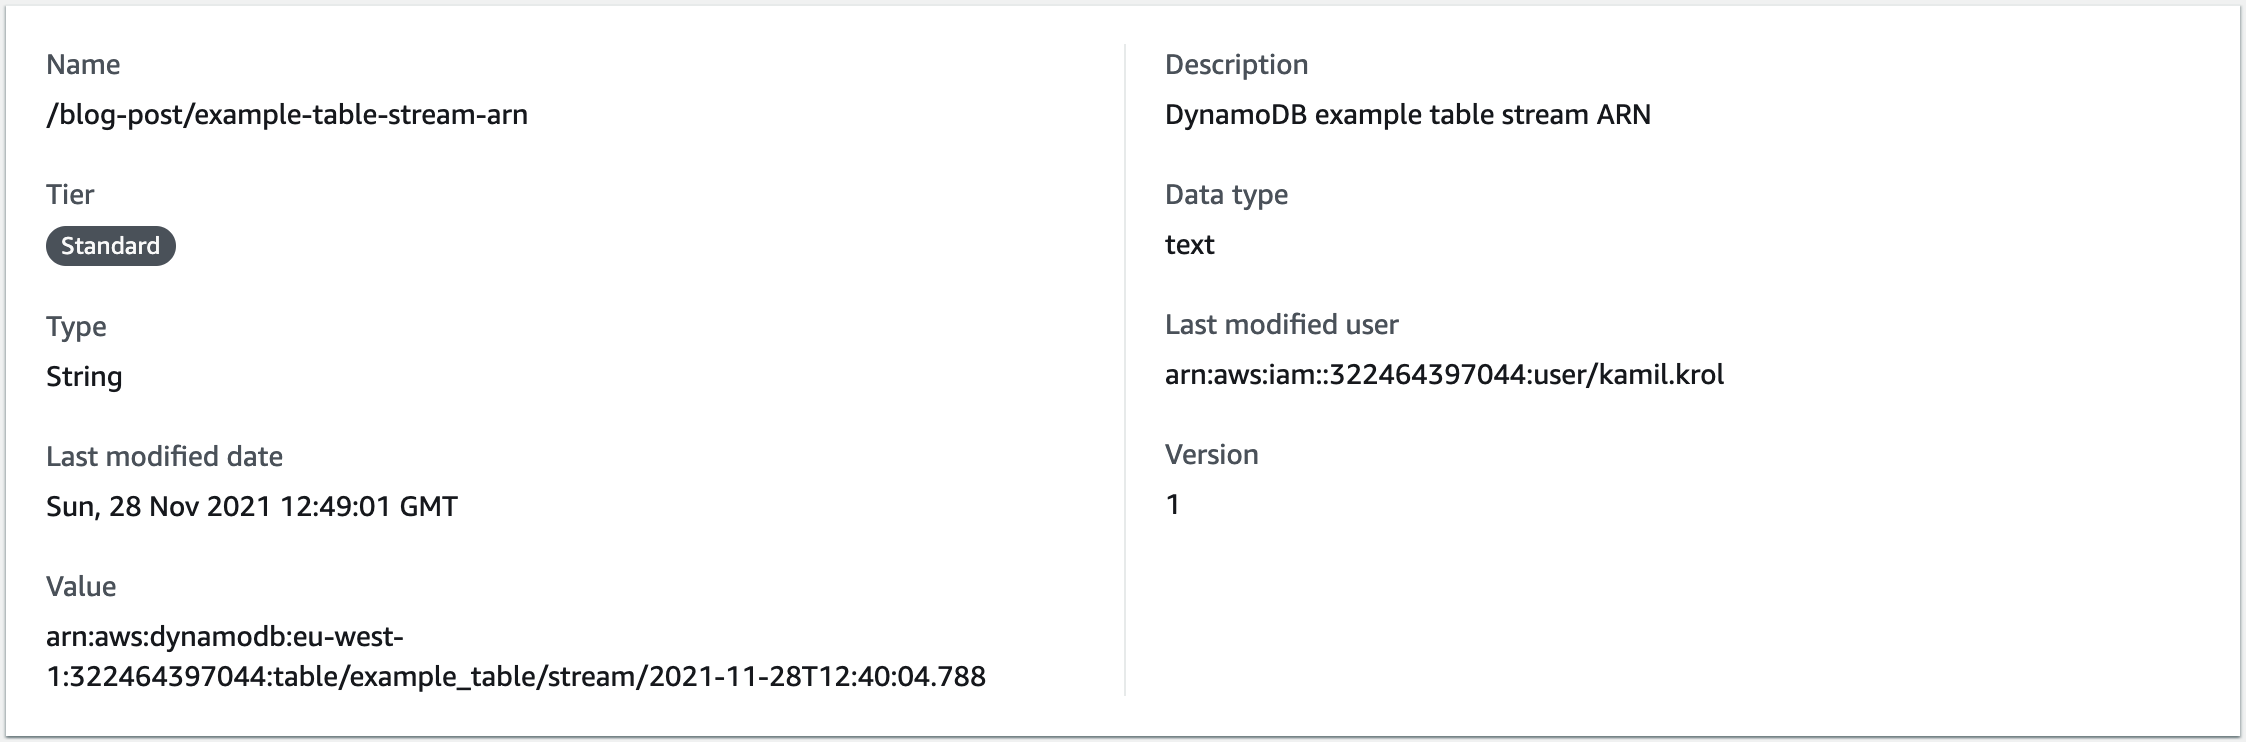 Name
/blog-post/example-table-stream-arn
Tier
Standard
Type
String
Last modified date
Sun, 28 Nov 2021 12:49:01 GMT
Value
arn:aws:dynamodb:eu-west-
1:322464397044:table/example_table/stream/2021-11-28T12:40:04.788
Description
DynamoDB example table stream ARN
Data type
text
Last modified user
arn:aws:iam::322464397044:user/kamil.krol
Version
1